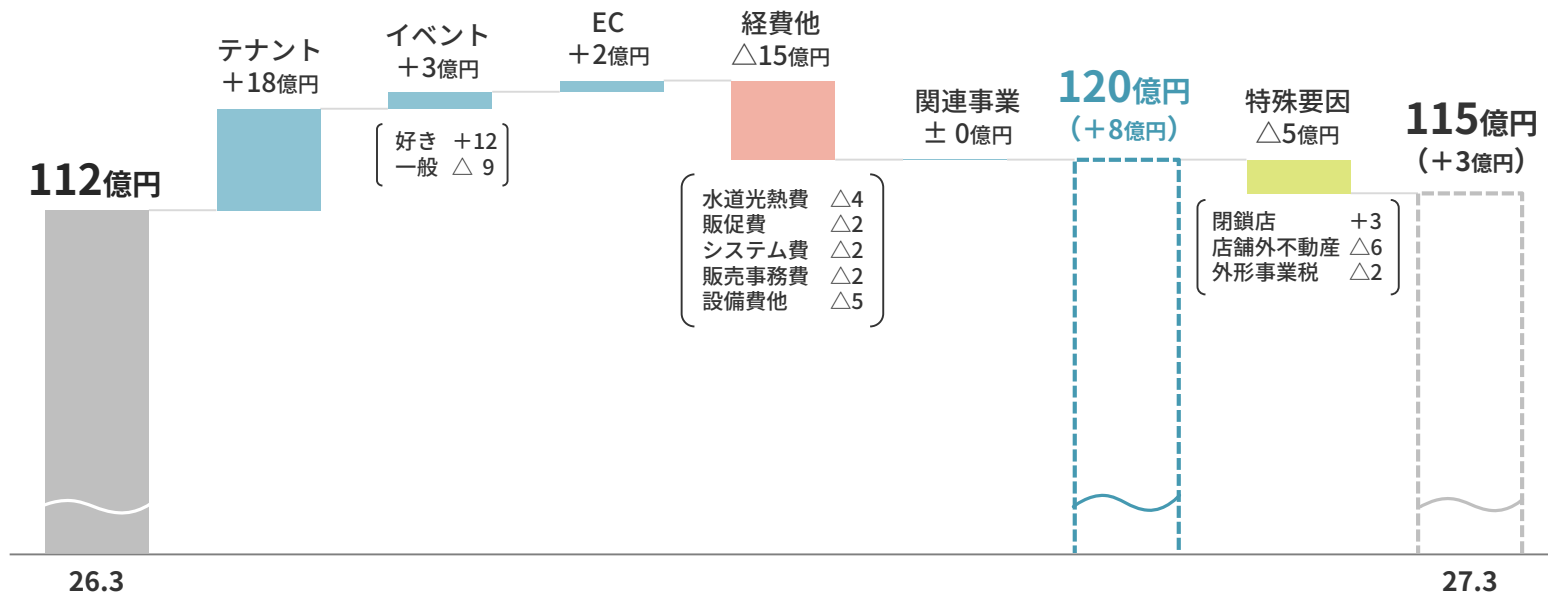 112億円
テナント
＋18億円
イベント
＋3億円
好き ＋12
一般 △ 9
EC
＋2億円
経費他
△15億円
水道光熱費 △4
販促費 △2
システム費 △2
販売事務費 △2
設備費他 △5
関連事業
± 0億円
120億円
（＋8億円）
特殊要因
△5億円
閉鎖店 ＋3
店舗外不動産 △6
外形事業税 △2
115億円
（＋3億円）
26.3
27.3